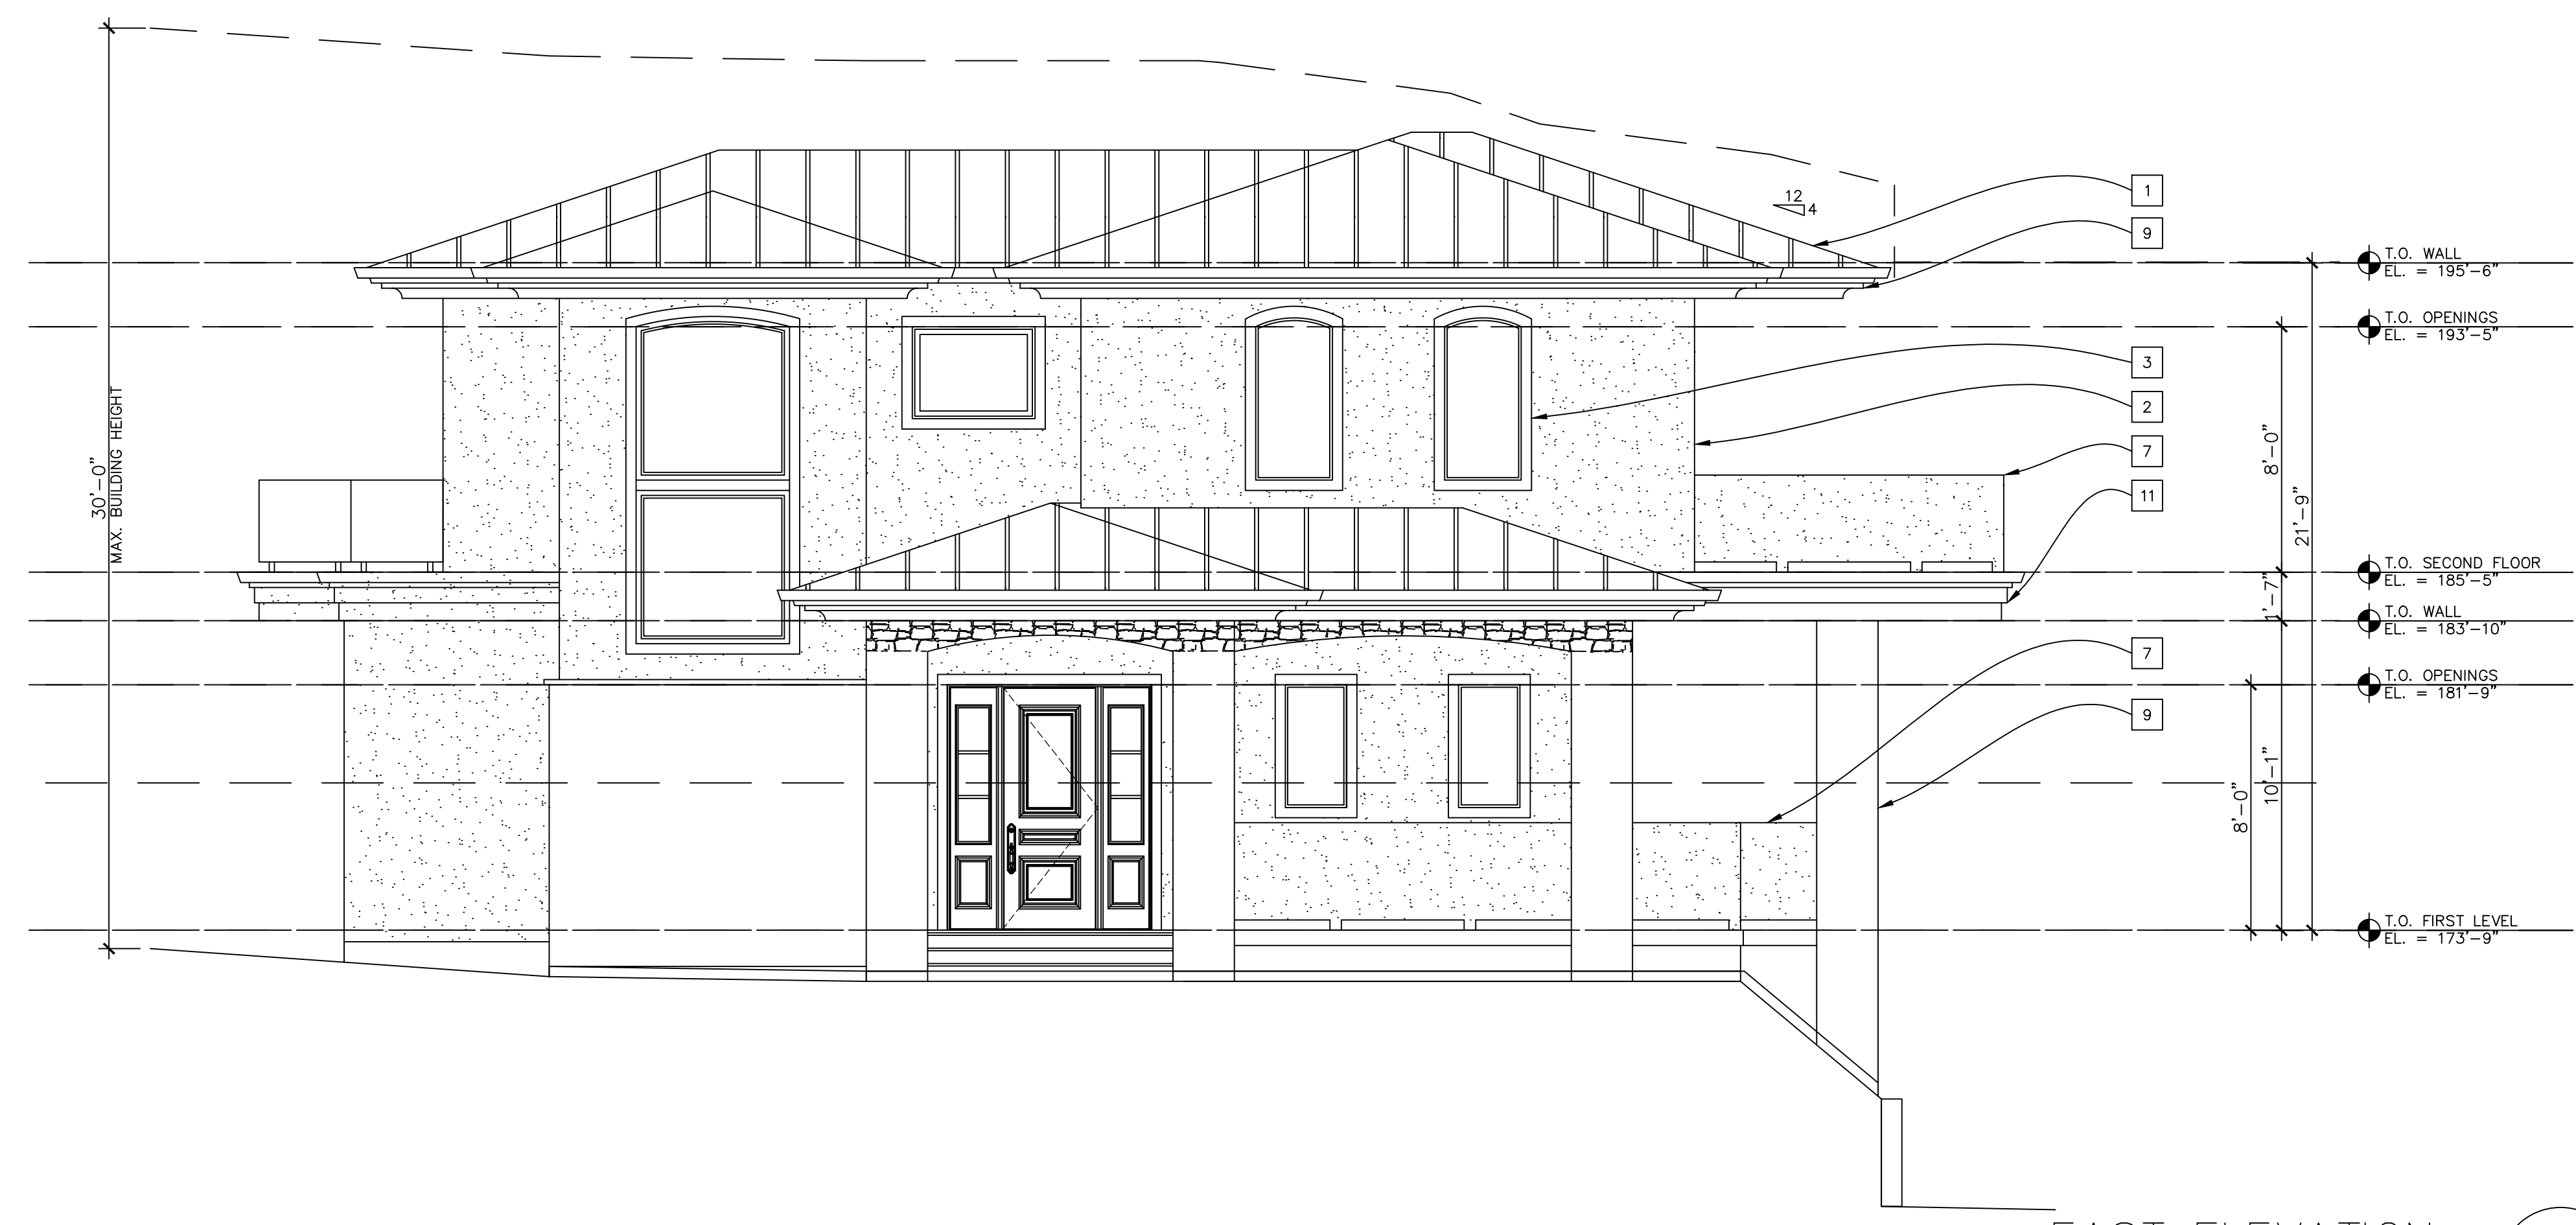 12
4
1
9
T.O. WALL
EL. = 195'-6"
T.O. OPENINGS
EL. = 193'-5"
3
2
7
11
30'-0"
MAX. BUILDING HEIGHT
8'-0"
21'-9"
T.O. SECOND FLOOR
EL. = 185'-5"
1'-7"
T.O. WALL
EL. = 183'-10"
7
T.O. OPENINGS
EL. = 181'-9"
9
10'-1"
8'-0"
T.O. FIRST LEVEL
EL. = 173'-9"
EAST ELEVATION